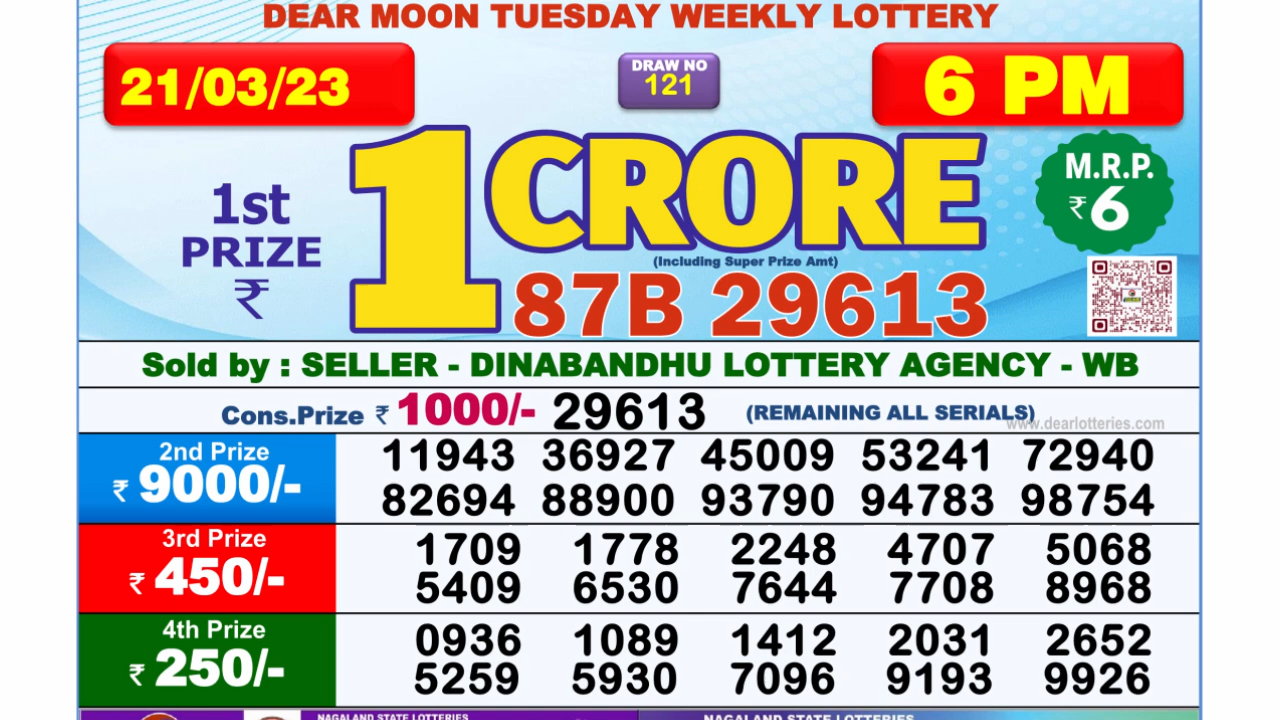 DEAR MOON TUESDAY WEEKLY LOTTERY
21/03/23
DRAW NO
121
6 PM
1st
PRIZE
₹
1 CRORE
(Including Super Prize Amt)
87B 29613
M.R.P.
₹6
Sold by : SELLER - DINABANDHU LOTTERY AGENCY - WB
Cons.Prize ₹ 1000/- 29613 (REMAINING ALL SERIALS)
www.dearlotteries.com
2nd Prize
₹ 9000/-
11943 36927 45009 53241 72940
82694 88900 93790 94783 98754
3rd Prize
₹ 450/-
1709 1778 2248 4707 5068
5409 6530 7644 7708 8968
4th Prize
₹ 250/-
0936 1089 1412 2031 2652
5259 5930 7096 9193 9926
NAGALAND STATE LOTTERIES
NAGALAND STATE LOTTERIES